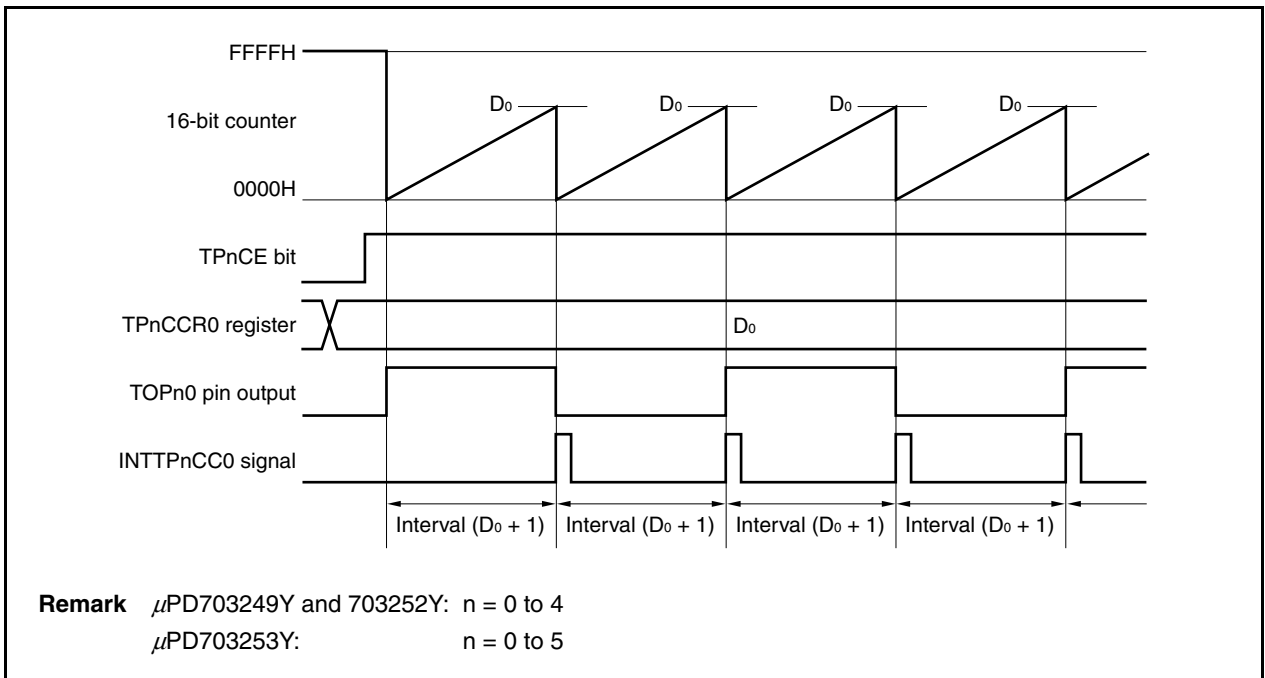 FFFFH
D0 D0 D0 D0
16-bit counter
0000H
TPnCE bit
TPnCCR0 register D0
TOPn0 pin output
INTTPnCC0 signal
Interval (D0 + 1) Interval (D0 + 1) Interval (D0 + 1) Interval (D0 + 1)
Remark μPD703249Y and 703252Y: n = 0 to 4
μPD703253Y: n = 0 to 5